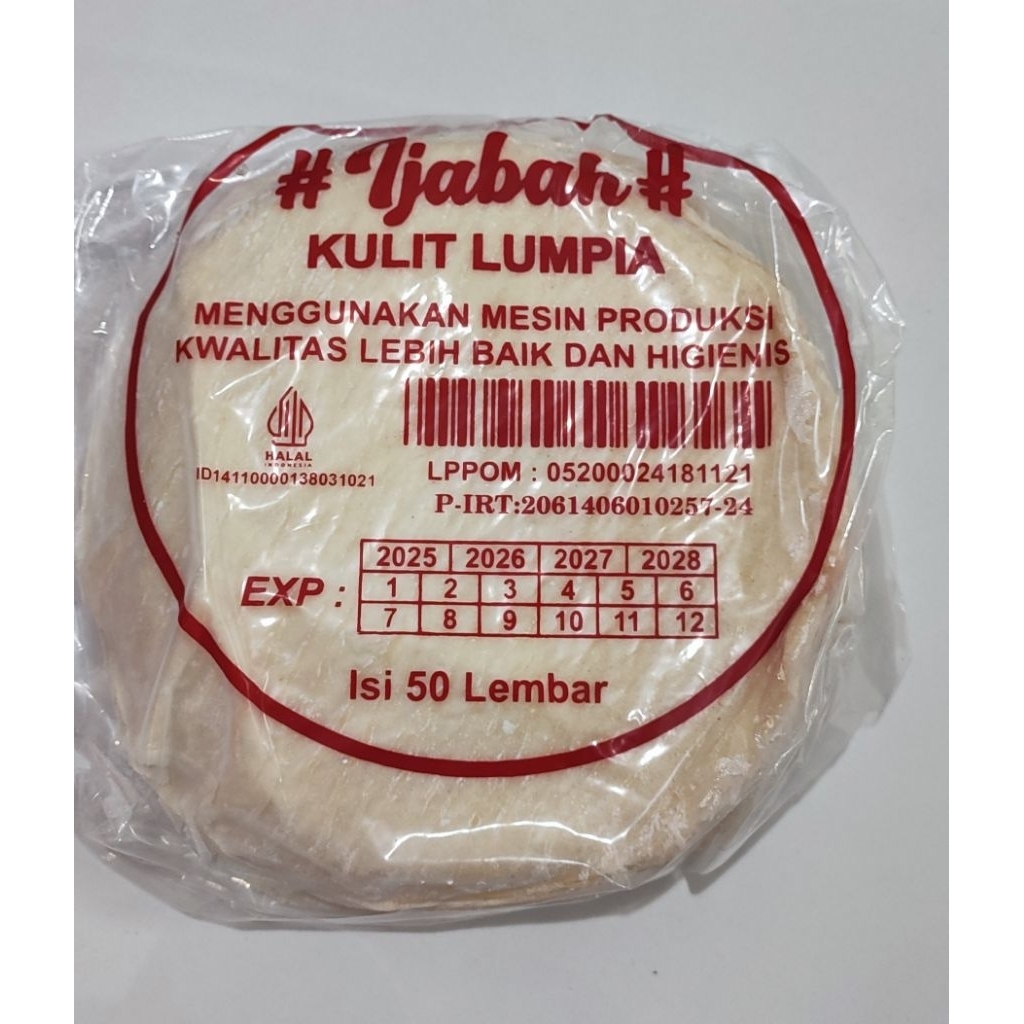 # Ijabah #
KULIT LUMPIA
MENGGUNAKAN MESIN PRODUKSI
KWALITAS LEBIH BAIK DAN HIGIENIS
HALAL
INDONESIA
ID14110000138031021
LPPOM : 05200024181121
P-IRT:2061406010257-24
2025 2026 2027 2028
EXP : 1 2 3 4 5 6
7 8 9 10 11 12
Isi 50 Lembar